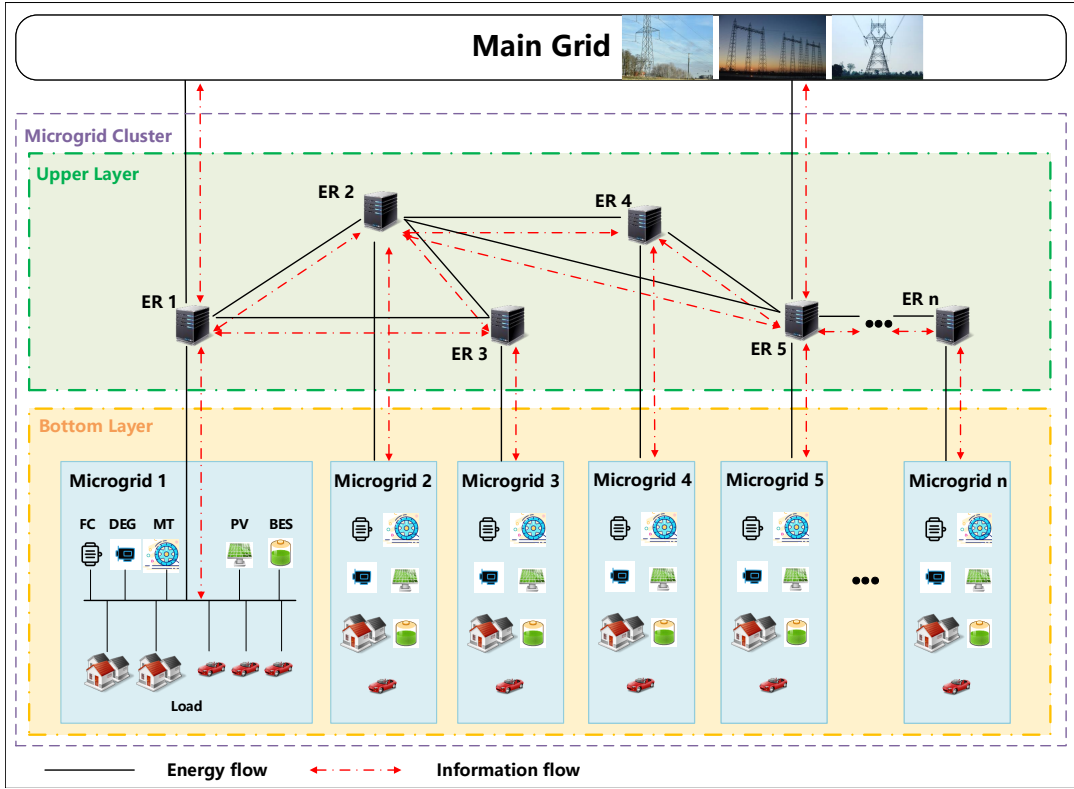 Main Grid
Microgrid Cluster
Upper Layer
ER 2
ER 4
ER 1
ER n
ER 3
ER 5
Bottom Layer
Microgrid 1
Microgrid 2
Microgrid 3
Microgrid 4
Microgrid 5
Microgrid n
FC DEG MT PV BES
Load
Energy flow
Information flow